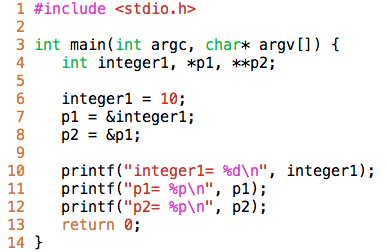 1 #include <stdio.h>
2
3 int main(int argc, char* argv[]) {
4    int integer1, *p1, **p2;
5
6    integer1 = 10;
7    p1 = &integer1;
8    p2 = &p1;
9
10    printf("integer1= %d\n", integer1);
11    printf("p1= %p\n", p1);
12    printf("p2= %p\n", p2);
13    return 0;
14 }